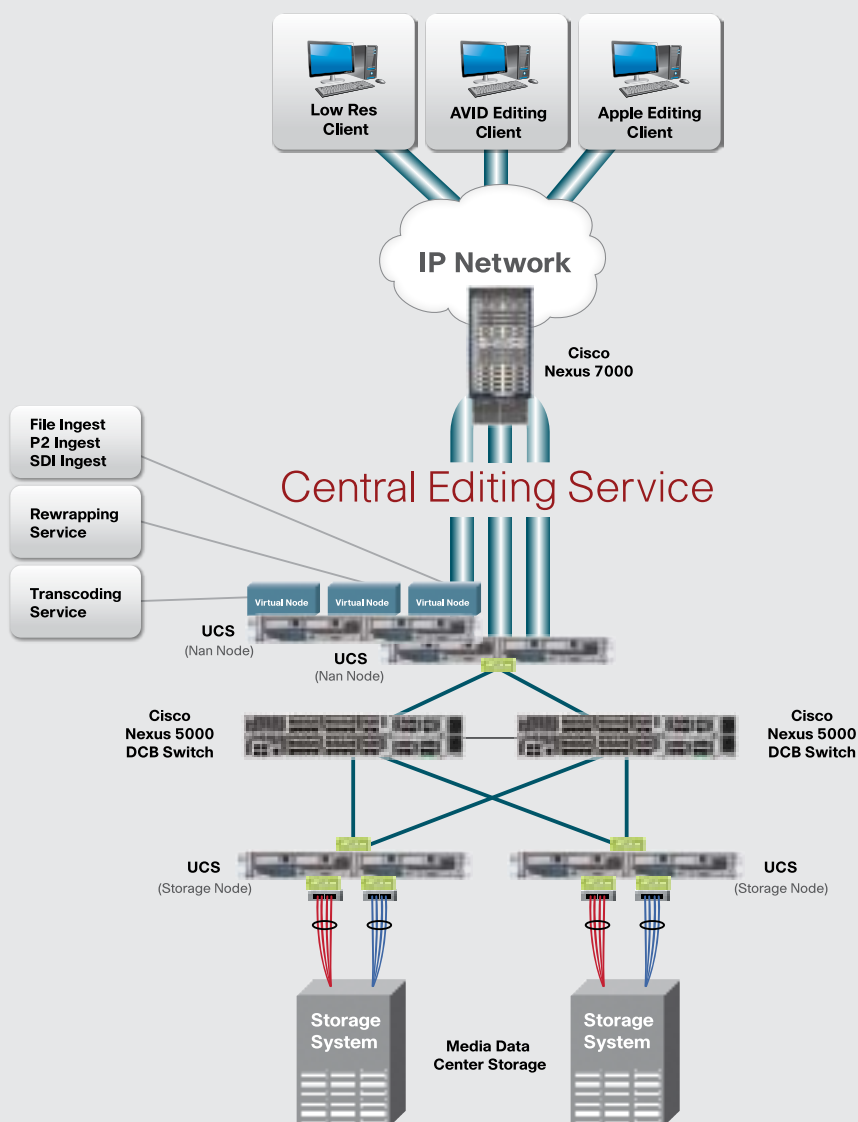 Low Res
Client
AVID Editing
Client
Apple Editing
Client
IP Network
Cisco
Nexus 7000
File Ingest
P2 Ingest
SDI Ingest
Central Editing Service
Rewrapping
Service
Transcoding
Service
Virtual Node
Virtual Node
Virtual Node
UCS
(Nan Node)
UCS
(Nan Node)
Cisco
Nexus 5000
DCB Switch
Cisco
Nexus 5000
DCB Switch
UCS
(Storage Node)
UCS
(Storage Node)
Storage
System
Media Data
Center Storage
Storage
System